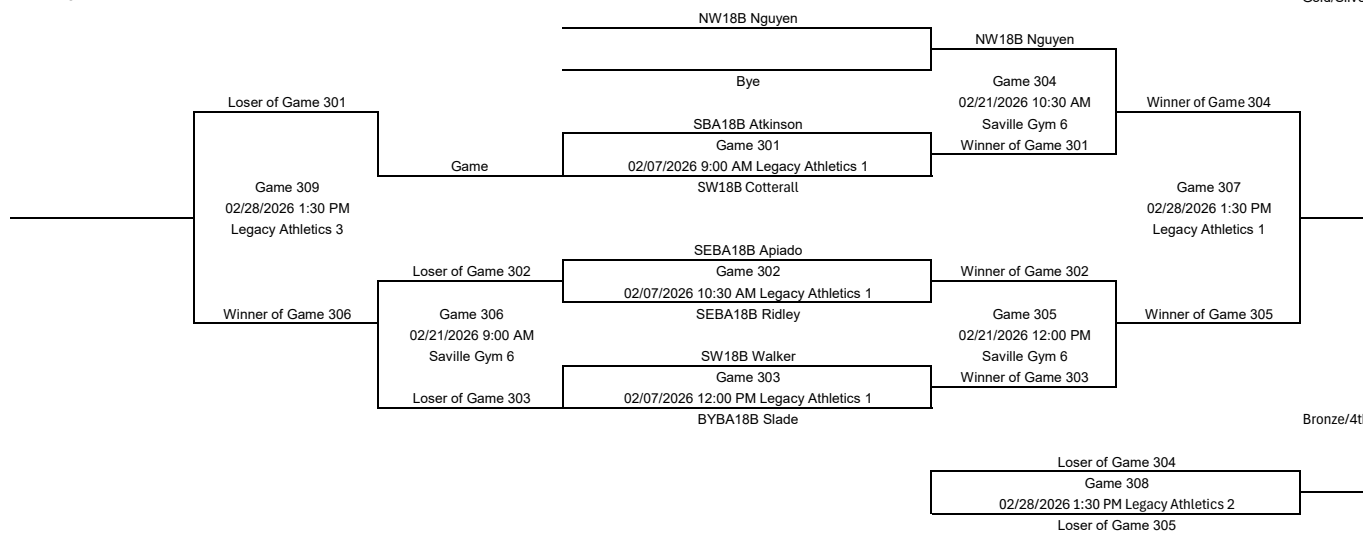 NW18B Nguyen
NW18B Nguyen
Bye
Game 304
Loser of Game 301
02/21/2026 10:30 AM
Winner of Game 304
SBA18B Atkinson
Saville Gym 6
Game 301
Winner of Game 301
Game
02/07/2026 9:00 AM Legacy Athletics 1
Game 309
SW18B Cotterall
Game 307
02/28/2026 1:30 PM
02/28/2026 1:30 PM
Legacy Athletics 3
Legacy Athletics 1
SEBA18B Apiado
Loser of Game 302
Game 302
Winner of Game 302
02/07/2026 10:30 AM Legacy Athletics 1
Winner of Game 306
Game 306
SEBA18B Ridley
Game 305
Winner of Game 305
02/21/2026 9:00 AM
02/21/2026 12:00 PM
Saville Gym 6
SW18B Walker
Saville Gym 6
Game 303
Winner of Game 303
Loser of Game 303
02/07/2026 12:00 PM Legacy Athletics 1
BYBA18B Slade
Bronze/4t
Loser of Game 304
Game 308
02/28/2026 1:30 PM Legacy Athletics 2
Loser of Game 305